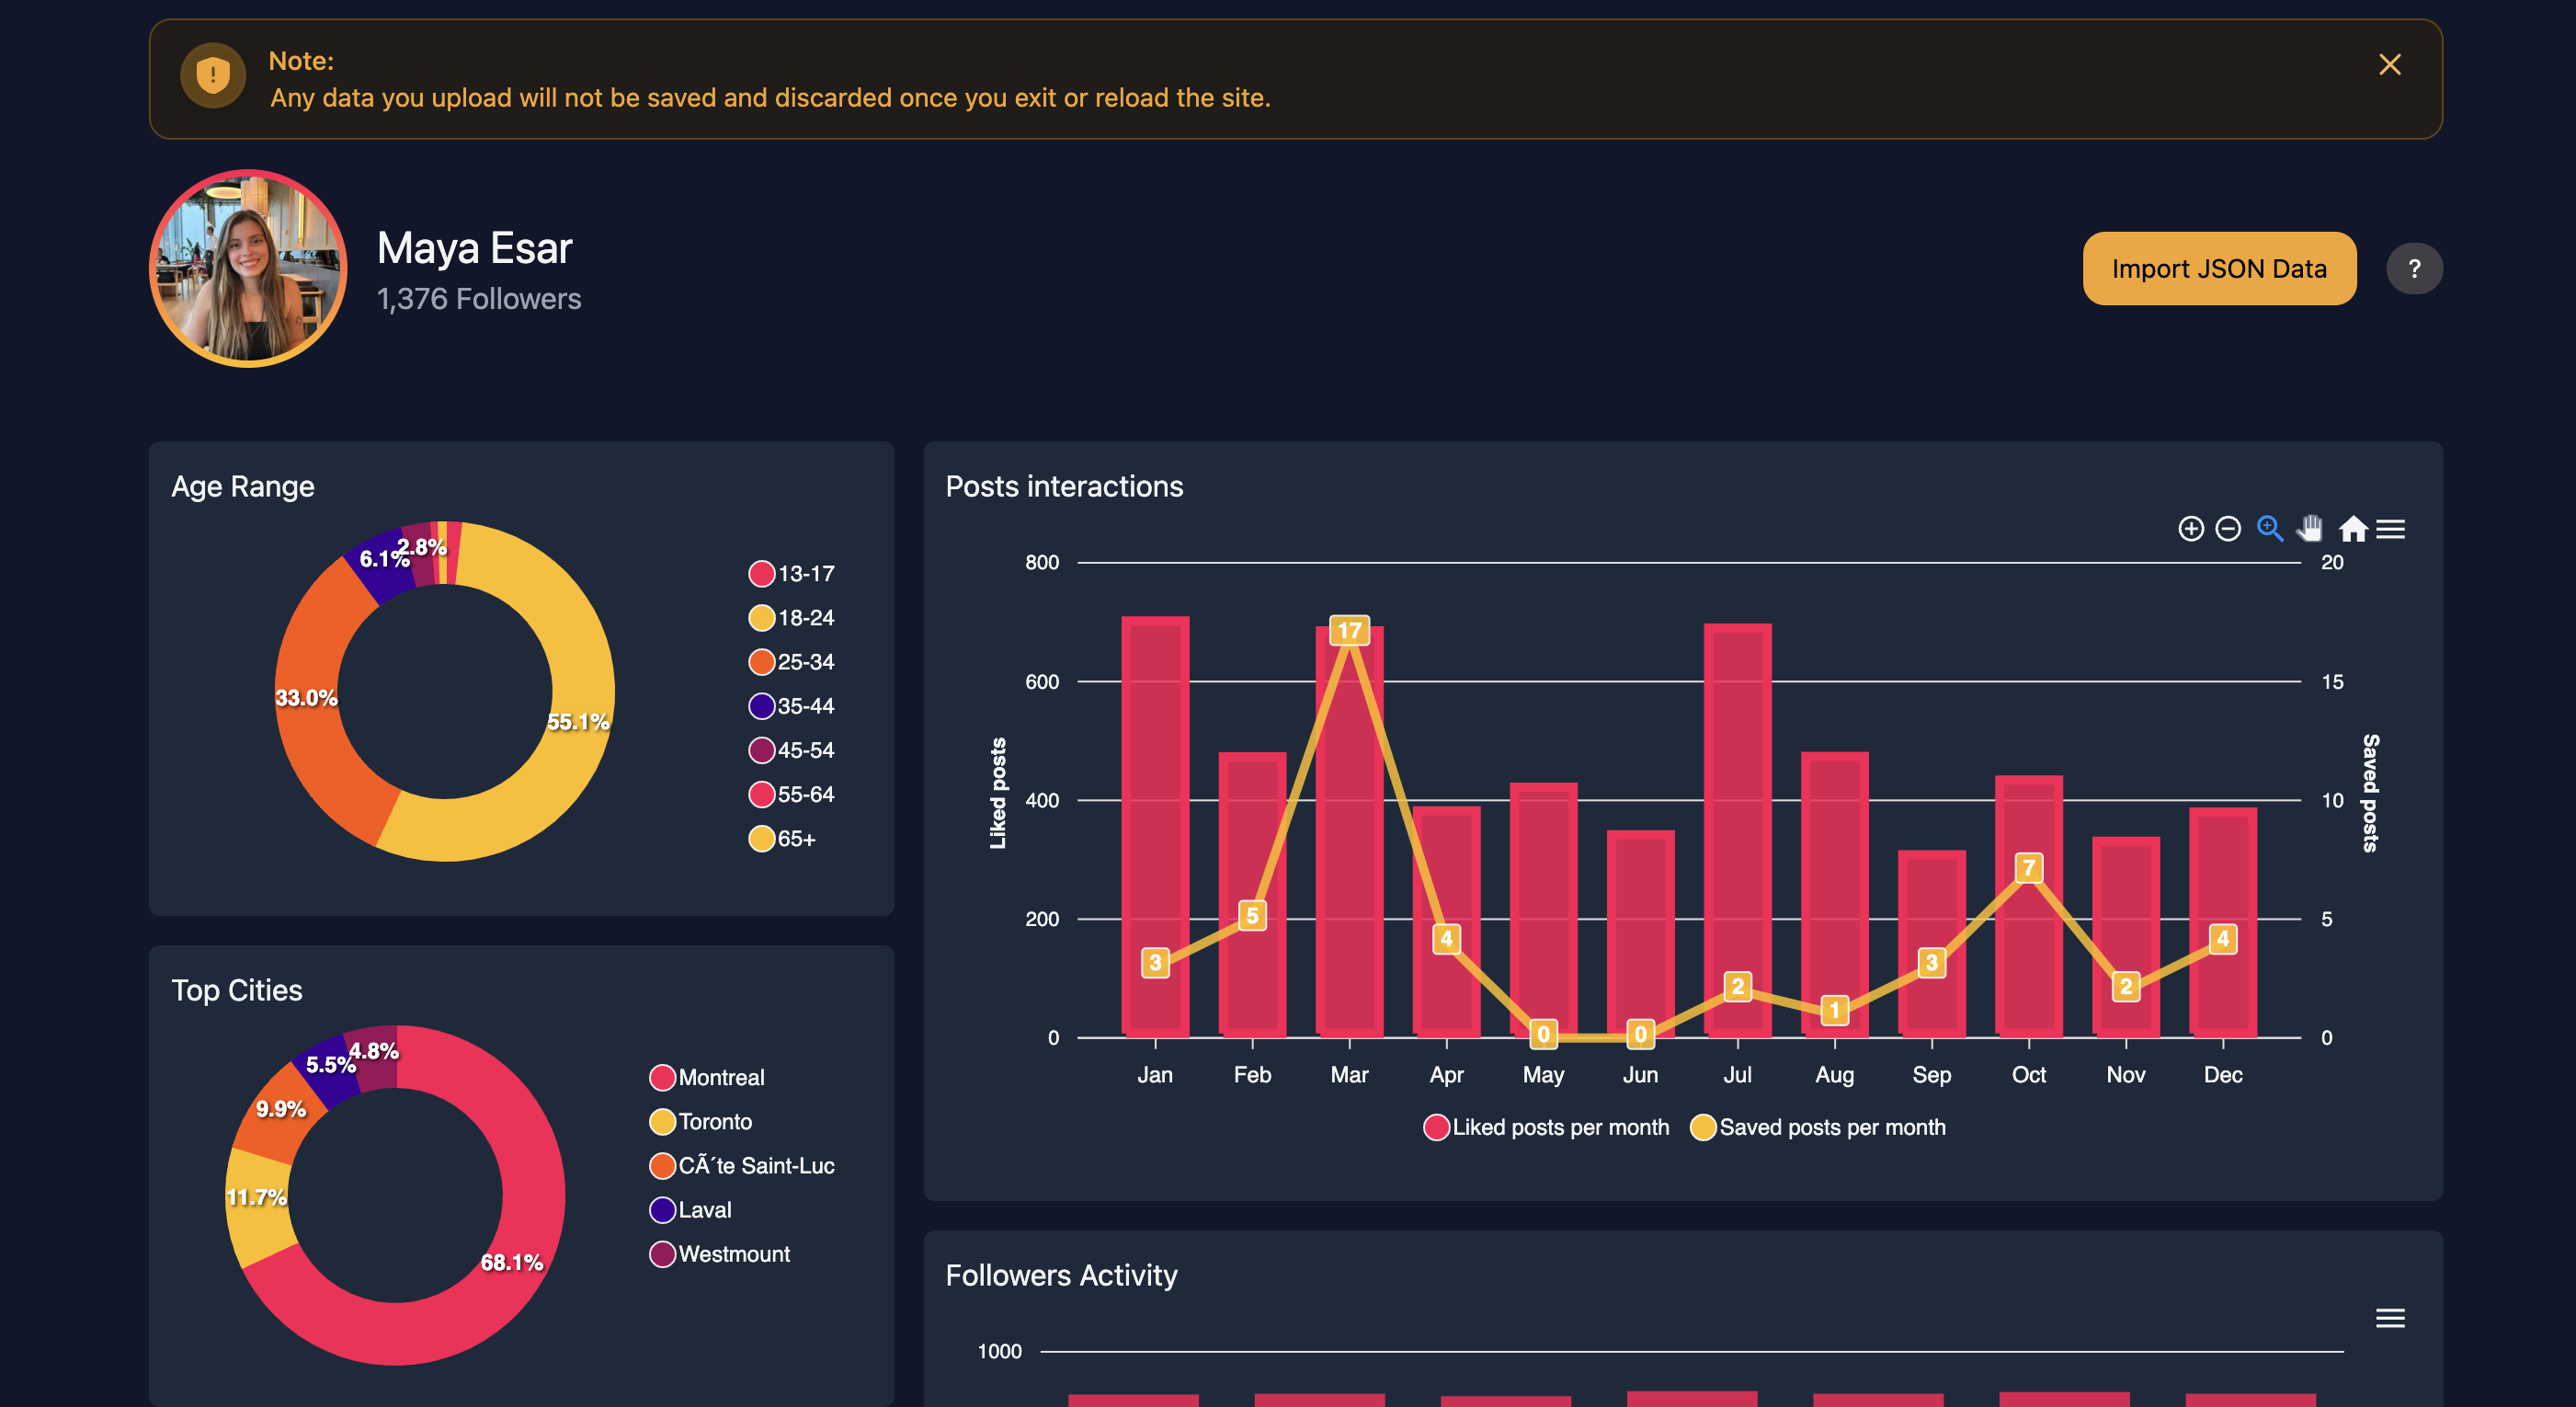 Note:
Any data you upload will not be saved and discarded once you exit or reload the site.
Maya Esar
1,376 Followers
Import JSON Data
?
Age Range
2.8%
6.1%
33.0%
55.1%
13-17
18-24
25-34
35-44
45-54
55-64
65+
Top Cities
4.8%
5.5%
9.9%
11.7%
68.1%
Montreal
Toronto
CÃ´te Saint-Luc
Laval
Westmount
Posts interactions
800
600
400
200
0
Liked posts
20
15
10
5
0
Saved posts
3
5
17
4
0
0
2
1
3
7
2
4
Jan Feb Mar Apr May Jun Jul Aug Sep Oct Nov Dec
Liked posts per month Saved posts per month
Followers Activity
1000